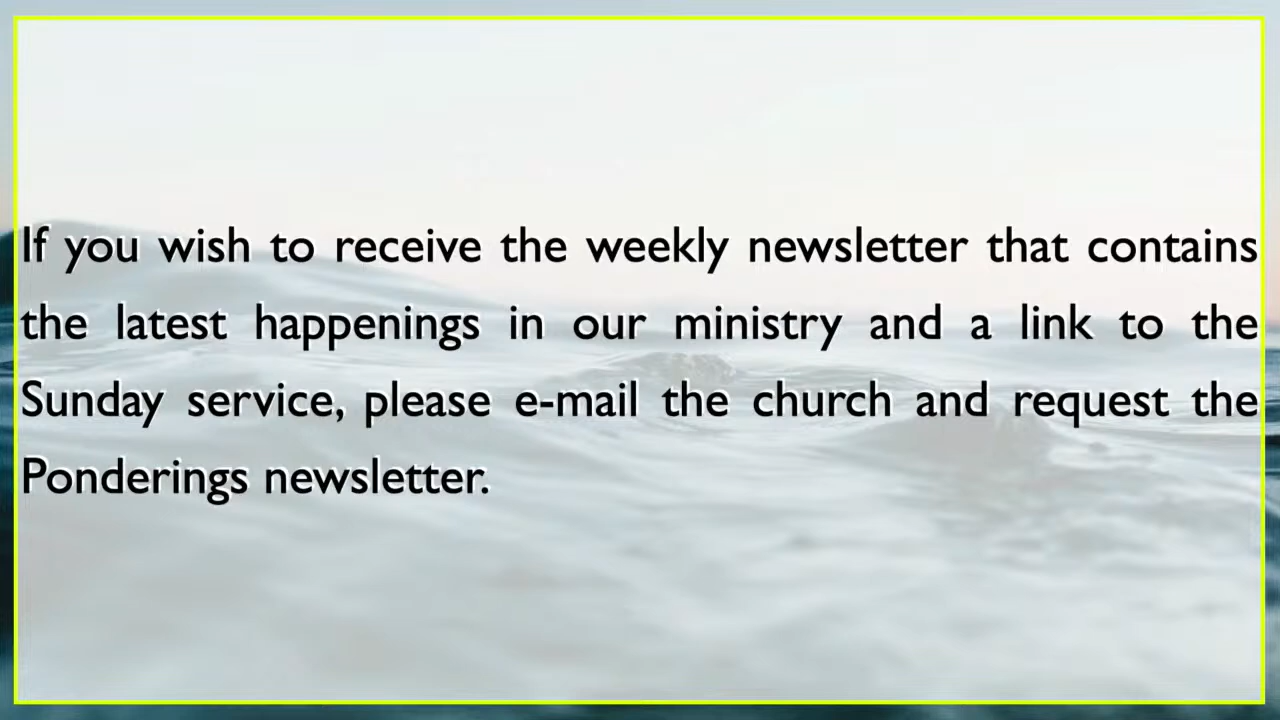 If you wish to receive the weekly newsletter that contains
the latest happenings in our ministry and a link to the
Sunday service, please e-mail the church and request the
Ponderings newsletter.